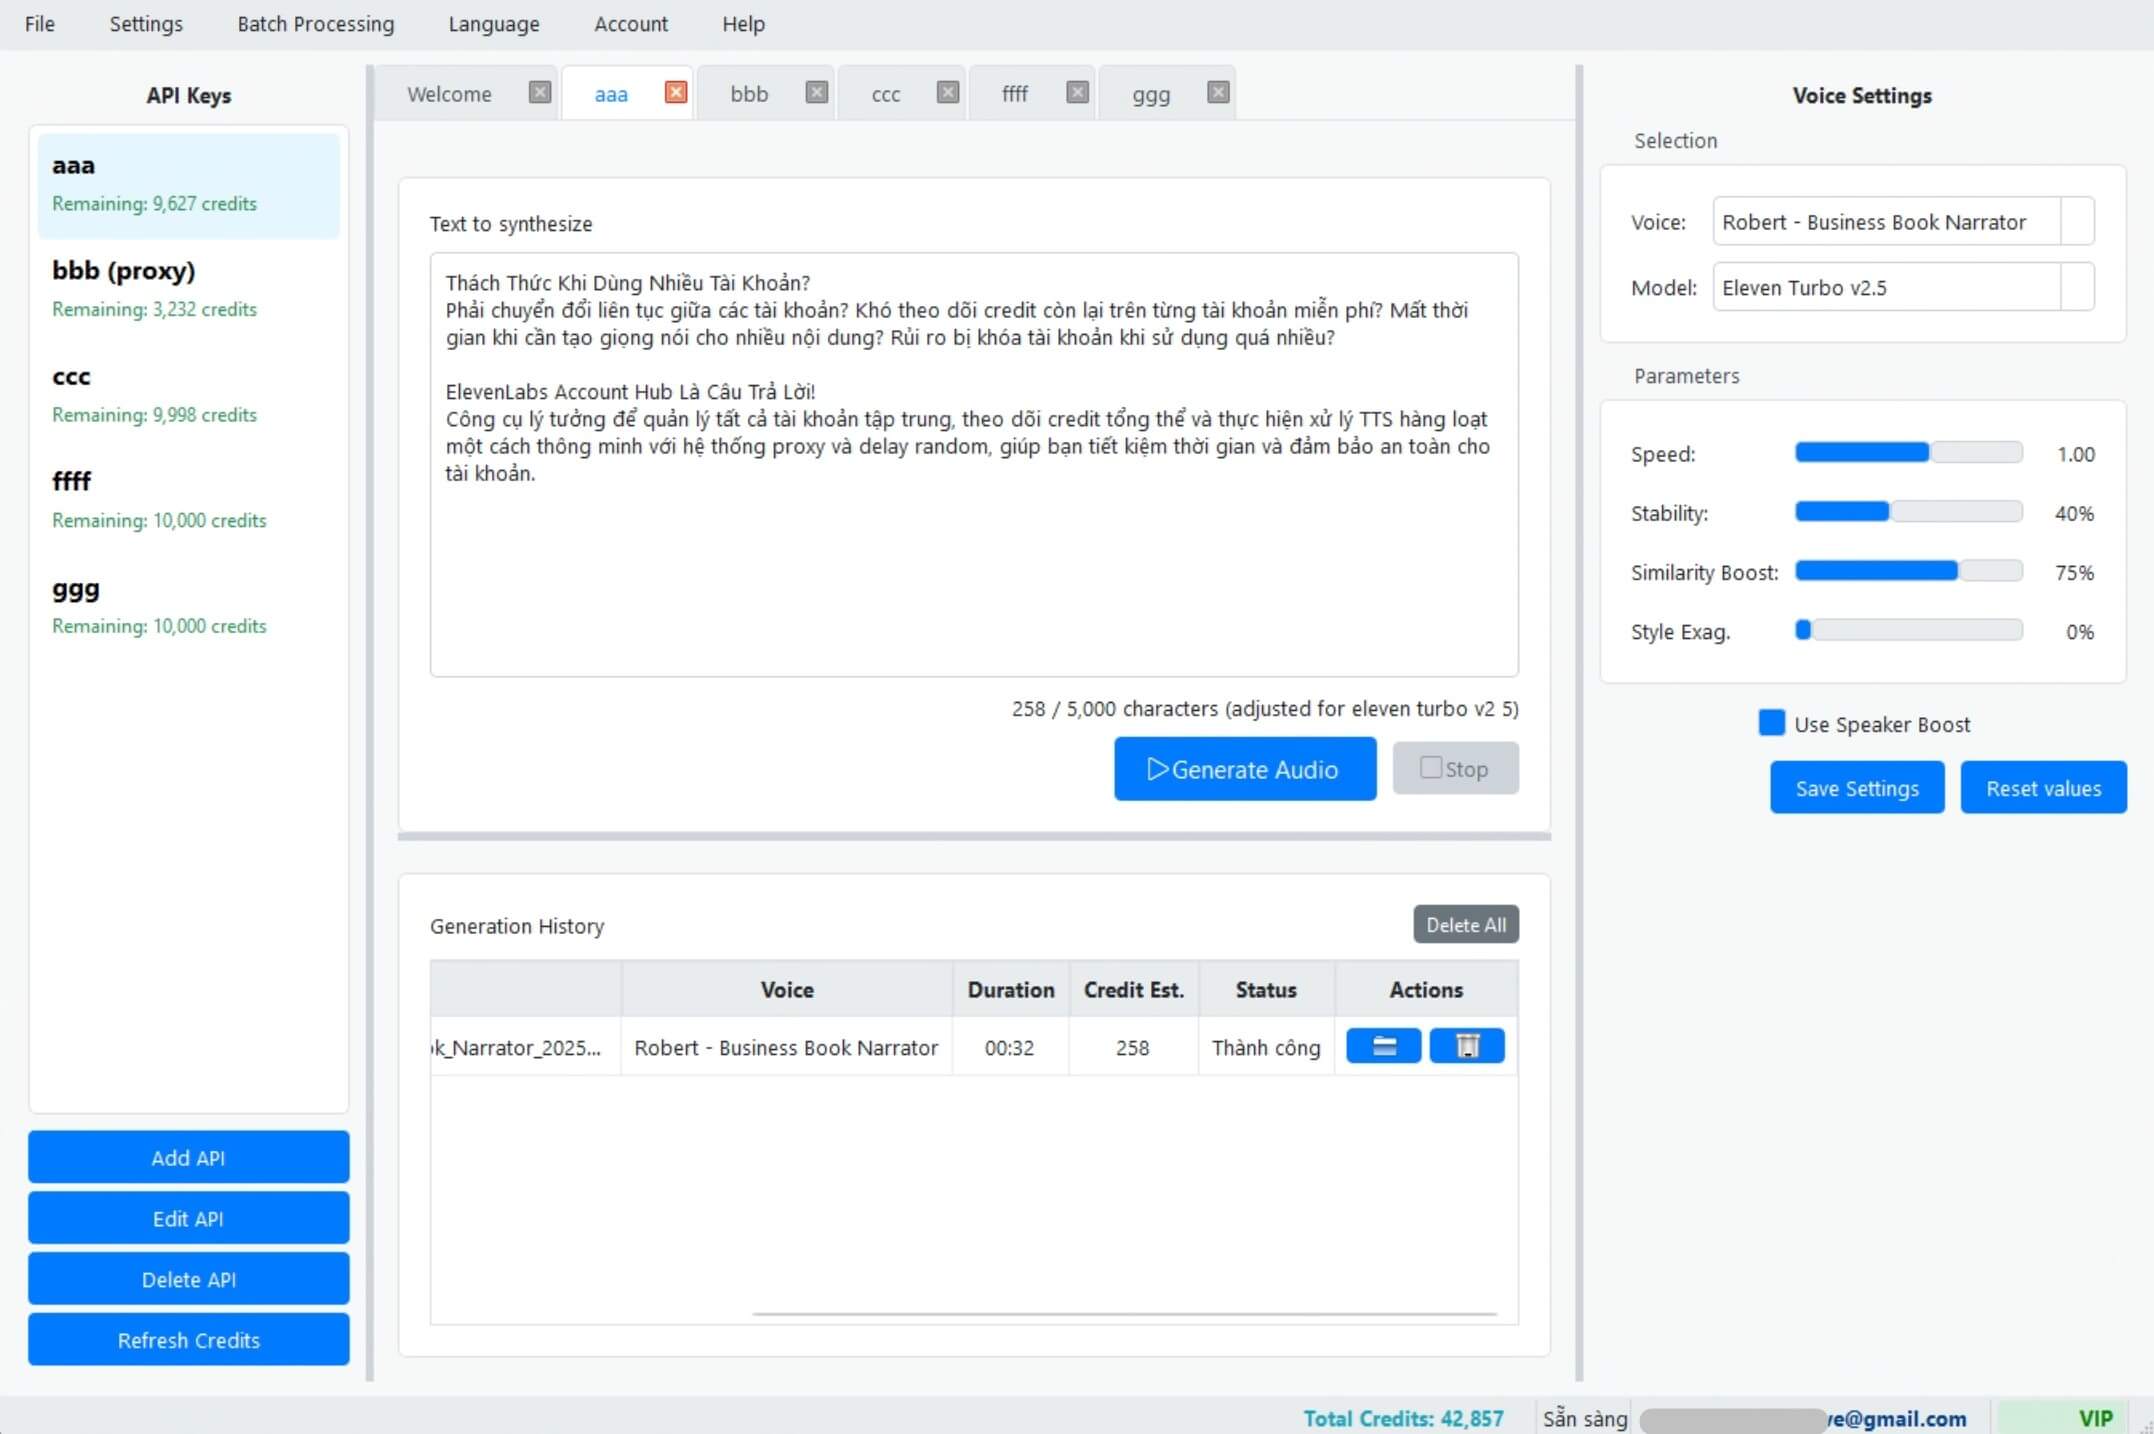 File Settings Batch Processing Language Account Help
API Keys
aaa
Remaining: 9,627 credits
bbb (proxy)
Remaining: 3,232 credits
ccc
Remaining: 9,998 credits
ffff
Remaining: 10,000 credits
ggg
Remaining: 10,000 credits
Add API
Edit API
Delete API
Refresh Credits
Welcome aaa bbb ccc ffff ggg
Text to synthesize
Thách Thức Khi Dùng Nhiều Tài Khoản?
Phải chuyển đổi liên tục giữa các tài khoản? Khó theo dõi credit còn lại trên từng tài khoản miễn phí? Mất thời
gian khi cần tạo giọng nói cho nhiều nội dung? Rủi ro bị khóa tài khoản khi sử dụng quá nhiều?
ElevenLabs Account Hub Là Câu Trả Lời!
Công cụ lý tưởng để quản lý tất cả tài khoản tập trung, theo dõi credit tổng thể và thực hiện xử lý TTS hàng loạt
một cách thông minh với hệ thống proxy và delay random, giúp bạn tiết kiệm thời gian và đảm bảo an toàn cho
tài khoản.
258 / 5,000 characters (adjusted for eleven turbo v2 5)
Generate Audio Stop
Generation History Delete All
Voice Duration Credit Est. Status Actions
k_Narrator_2025... Robert - Business Book Narrator 00:32 258 Thành công
Voice Settings
Selection
Voice: Robert - Business Book Narrator
Model: Eleven Turbo v2.5
Parameters
Speed: 1.00
Stability: 40%
Similarity Boost: 75%
Style Exag. 0%
Use Speaker Boost
Save Settings Reset values
Total Credits: 42,857 Sẵn sàng ve@gmail.com VIP